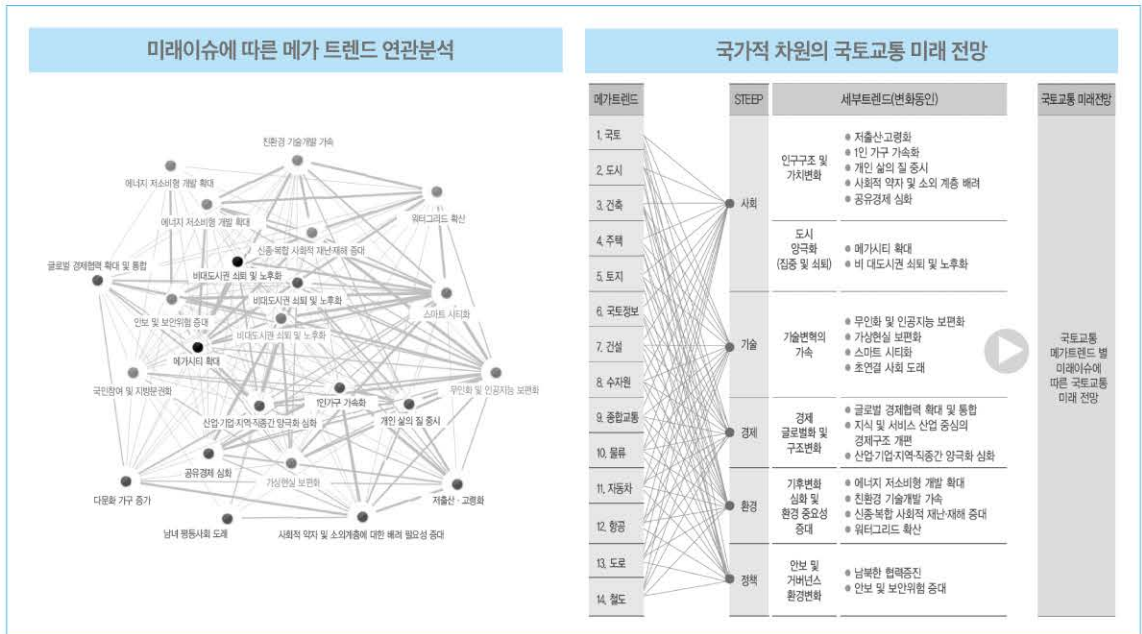 미래이슈에 따른 메가 트렌드 연관분석
친환경 기술개발 가속
에너지 저소비형 개발 확대
에너지 저소비형 개발 확대
워터그리드 확산
신종·복합 사회적 재난·재해 증대
글로벌 경제협력 확대 및 통합
비대도시권 쇠퇴 및 노후화
비대도시권 쇠퇴 및 노후화
스마트 시티화
안보 및 보안위험 증대
비대도시권 쇠퇴 및 노후화
메가시티 확대
국민참여 및 지방분권화
무인화 및 인공지능 보편화
1인가구 가속화
산업·기업·지역·직종간 양극화 심화
개인 삶의 질 중시
공유경제 심화
가상현실 보편화
다문화 가구 증가
저출산·고령화
남녀 평등사회 도래
사회적 약자 및 소외계층에 대한 배려 필요성 증대
국가적 차원의 국토교통 미래 전망
메가트렌드
STEEP
세부트렌드(변화동인)
국토교통 미래전망
1. 국토
2. 도시
3. 건축
4. 주택
5. 토지
6. 국토정보
7. 건설
8. 수자원
9. 종합교통
10. 물류
11. 자동차
12. 항공
13. 도로
14. 철도
사회
인구구조 및
가치변화
● 저출산·고령화
● 1인 가구 가속화
● 개인 삶의 질 중시
● 사회적 약자 및 소외 계층 배려
● 공유경제 심화
도시
양극화
(집중 및 쇠퇴)
● 메가시티 확대
● 비 대도시권 쇠퇴 및 노후화
기술
기술변혁의
가속
● 무인화 및 인공지능 보편화
● 가상현실 보편화
● 스마트 시티화
● 초연결 사회 도래
경제
경제
글로벌화 및
구조변화
● 글로벌 경제협력 확대 및 통합
● 지식 및 서비스 산업 중심의
경제구조 개편
● 산업·기업·지역·직종간 양극화 심화
환경
기후변화
심화 및
환경 중요성
증대
● 에너지 저소비형 개발 확대
● 친환경 기술개발 가속
● 신종·복합 사회적 재난·재해 증대
● 워터그리드 확산
정책
안보 및
거버넌스
환경변화
● 남북한 협력증진
● 안보 및 보안위험 증대
국토교통
메가트렌드 별
미래이슈에
따른 국토교통
미래 전망